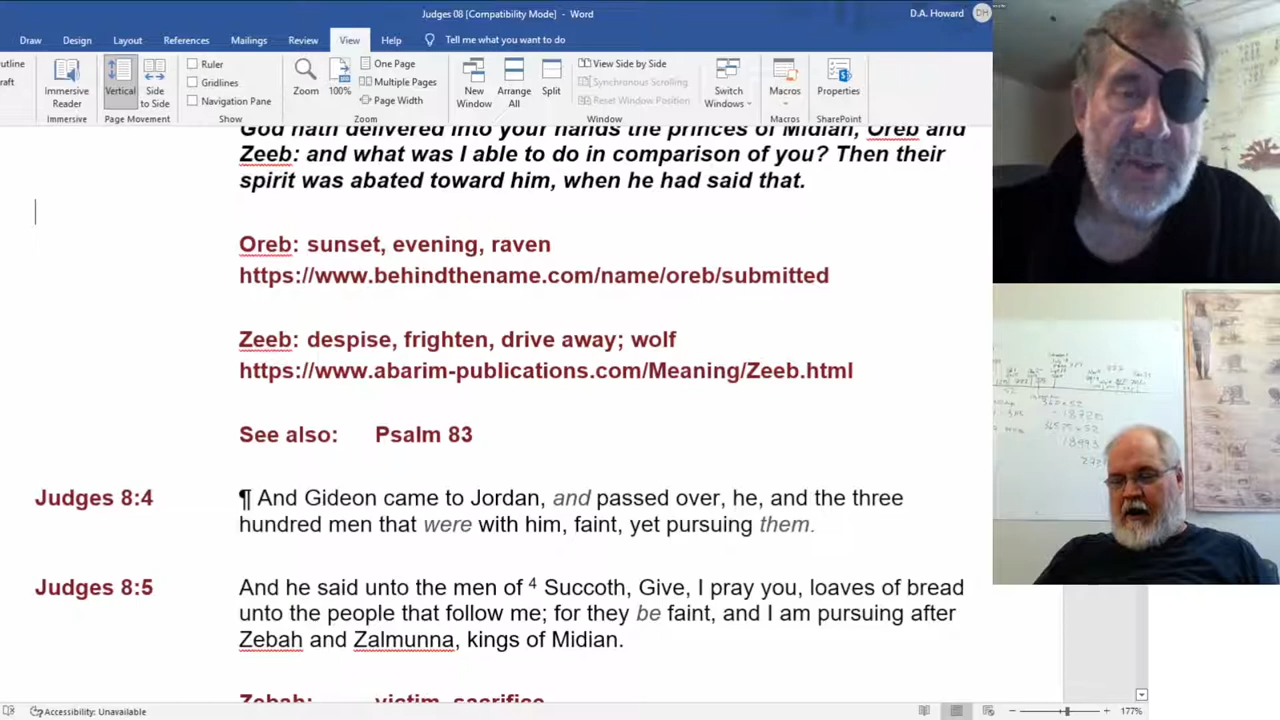 Judges 08 [Compatibility Mode] - Word
D.A. Howard
DH
Draw Design Layout References Mailings Review View Help Tell me what you want to do
utline
raft
Immersive Reader
Immersive
Vertical
Side to Side
Page Movement
Ruler
Gridlines
Navigation Pane
Show
Zoom
100%
One Page
Multiple Pages
Page Width
Zoom
New Window
Arrange All
Split
View Side by Side
Synchronous Scrolling
Reset Window Position
Window
Switch Windows
Macros
Macros
Properties
SharePoint
God hath delivered into your hands the princes of Midian, Oreb and
Zeeb: and what was I able to do in comparison of you? Then their
spirit was abated toward him, when he had said that.
Oreb: sunset, evening, raven
https://www.behindthename.com/name/oreb/submitted
Zeeb: despise, frighten, drive away; wolf
https://www.abarim-publications.com/Meaning/Zeeb.html
See also: Psalm 83
Judges 8:4 ¶ And Gideon came to Jordan, and passed over, he, and the three
hundred men that were with him, faint, yet pursuing them.
Judges 8:5 And he said unto the men of 4 Succoth, Give, I pray you, loaves of bread
unto the people that follow me; for they be faint, and I am pursuing after
Zebah and Zalmunna, kings of Midian.
Zebah: victim, sacrifice
Accessibility: Unavailable
177%